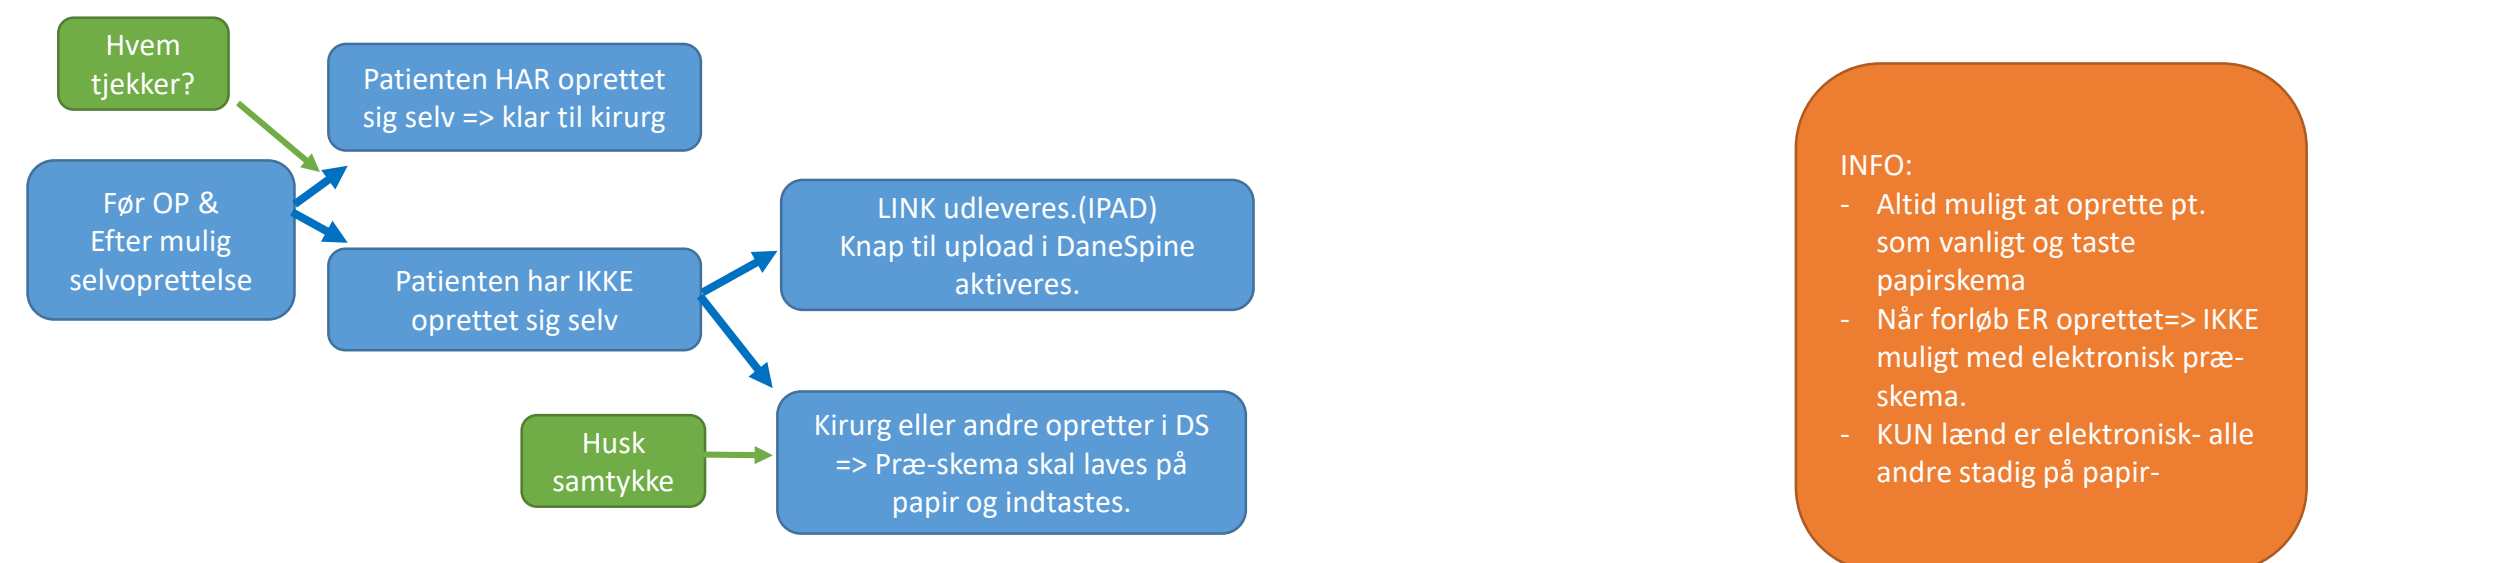 Hvem
tjekker?
Patienten HAR oprettet
sig selv => klar til kirurg
Før OP &
Efter mulig
selvoprettelse
Patienten har IKKE
oprettet sig selv
LINK udleveres.(IPAD)
Knap til upload i DaneSpine
aktiveres.
Husk
samtykke
Kirurg eller andre opretter i DS
=> Præ-skema skal laves på
papir og indtastes.
INFO:
- Altid muligt at oprette pt.
som vanligt og taste
papirskema
- Når forløb ER oprettet=> IKKE
muligt med elektronisk præ-
skema.
- KUN lænd er elektronisk- alle
andre stadig på papir-